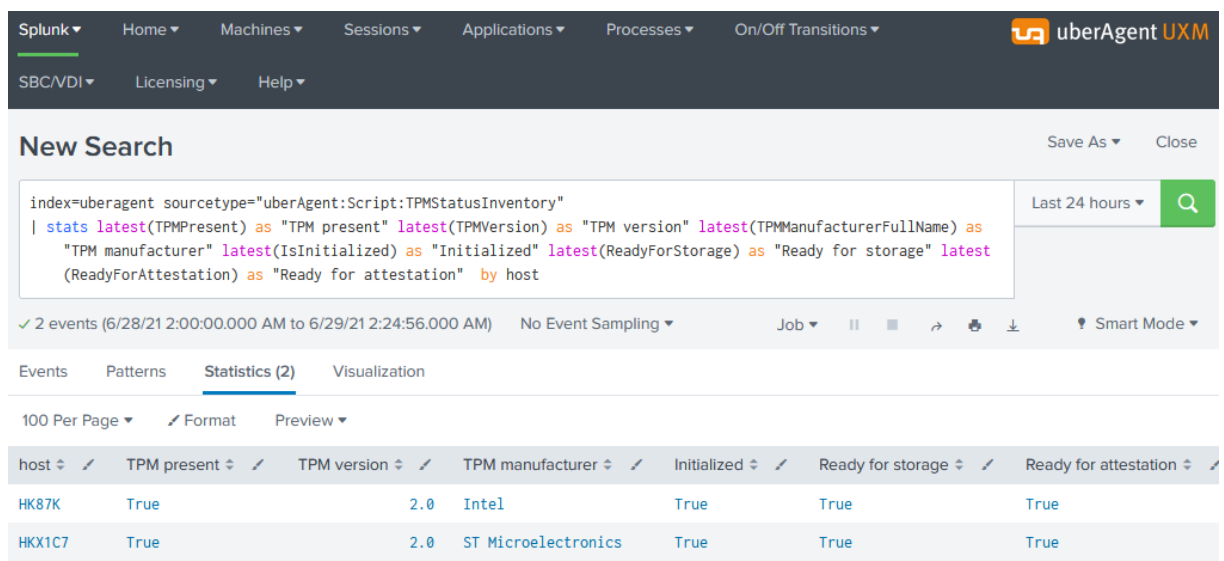 Splunk Home Machines Sessions Applications Processes On/Off Transitions uberAgent UXM
SBC/VDI Licensing Help
New Search Save As Close
index=uberagent sourcetype="uberAgent:Script:TPMStatusInventory" Last 24 hours
| stats latest(TPMPresent) as "TPM present" latest(TPMVersion) as "TPM version" latest(TPMManufacturerFullName) as
"TPM manufacturer" latest(IsInitialized) as "Initialized" latest(ReadyForStorage) as "Ready for storage" latest
(ReadyForAttestation) as "Ready for attestation"  by host
2 events (6/28/21 2:00:00.000 AM to 6/29/21 2:24:56.000 AM) No Event Sampling Job Smart Mode
Events Patterns Statistics (2) Visualization
100 Per Page Format Preview
host TPM present TPM version TPM manufacturer Initialized Ready for storage Ready for attestation
HK87K True 2.0 Intel True True True
HKX1C7 True 2.0 ST Microelectronics True True True